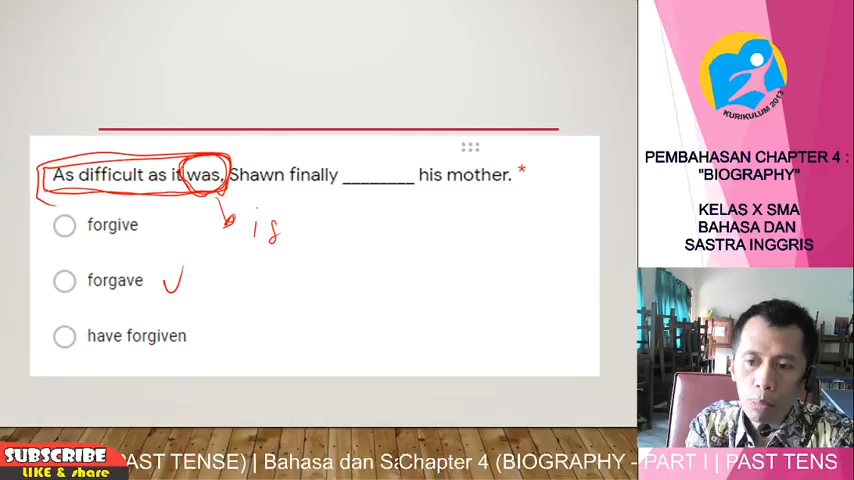 As difficult as it was, Shawn finally ________ his mother. *
is
forgive
forgave
have forgiven
KURIKULUM 2013
PEMBAHASAN CHAPTER 4 :
"BIOGRAPHY"
KELAS X SMA
BAHASA DAN
SASTRA INGGRIS
SUBSCRIBE
LIKE & share
PAST TENSE) | Bahasa dan Sa
Chapter 4 (BIOGRAPHY - PART I | PAST TENS